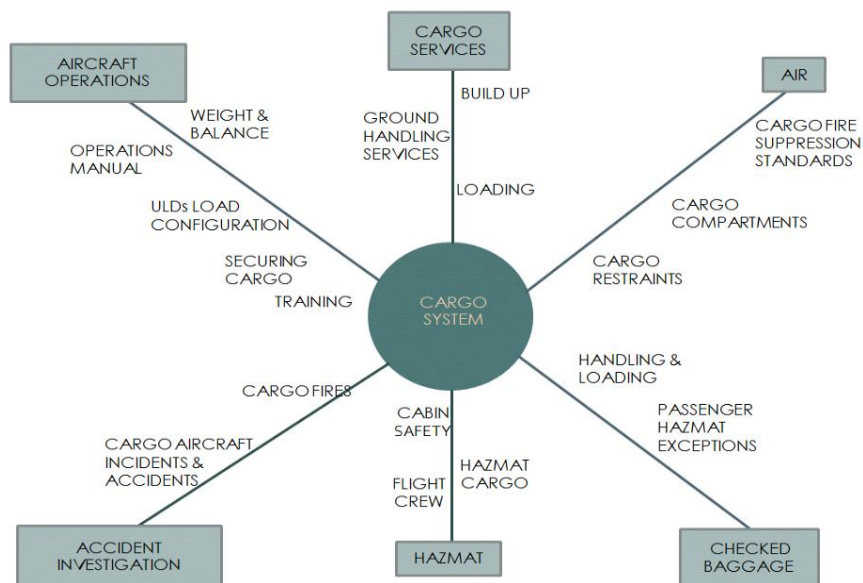 CARGO
SERVICES
AIRCRAFT
OPERATIONS
AIR
BUILD UP
WEIGHT &
BALANCE
GROUND
HANDLING
SERVICES
CARGO FIRE
SUPPRESSION
STANDARDS
OPERATIONS
MANUAL
LOADING
ULDs LOAD
CONFIGURATION
CARGO
COMPARTMENTS
SECURING
CARGO
CARGO
RESTRAINTS
TRAINING
CARGO
SYSTEM
HANDLING &
LOADING
CARGO FIRES
CABIN
SAFETY
PASSENGER
HAZMAT
EXCEPTIONS
CARGO AIRCRAFT
INCIDENTS &
ACCIDENTS
HAZMAT
CARGO
FLIGHT
CREW
ACCIDENT
INVESTIGATION
HAZMAT
CHECKED
BAGGAGE